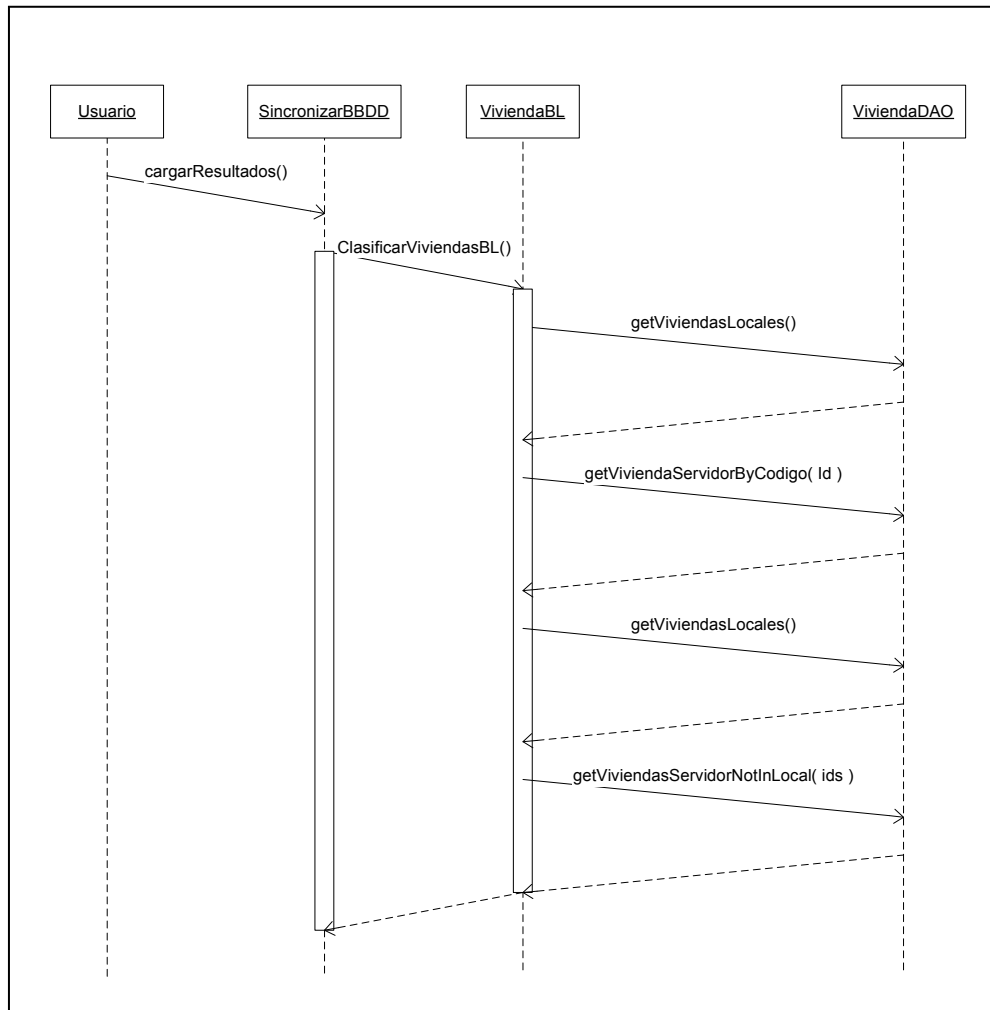 Usuario
SincronizarBBDD
ViviendaBL
ViviendaDAO
cargarResultados()
ClasificarViviendasBL()
getViviendasLocales()
getViviendaServidorByCodigo( Id )
getViviendasLocales()
getViviendasServidorNotInLocal( ids )